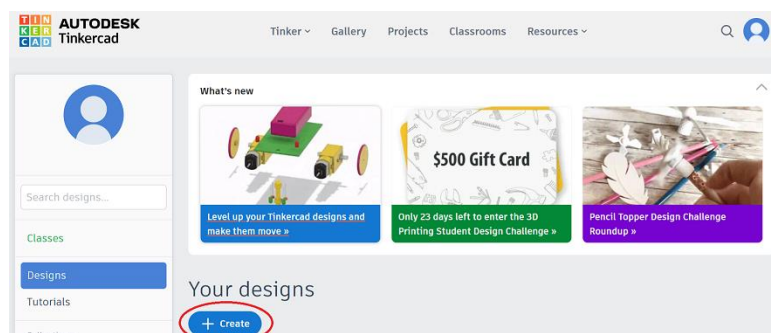 TIN
KER
CAD
AUTODESK
Tinkercad
Tinker
Gallery
Projects
Classrooms
Resources
What's new
$500 Gift Card
Level up your Tinkercad designs and
make them move »
Only 23 days left to enter the 3D
Printing Student Design Challenge »
Pencil Topper Design Challenge
Roundup »
Search designs...
Classes
Designs
Tutorials
Your designs
+ Create